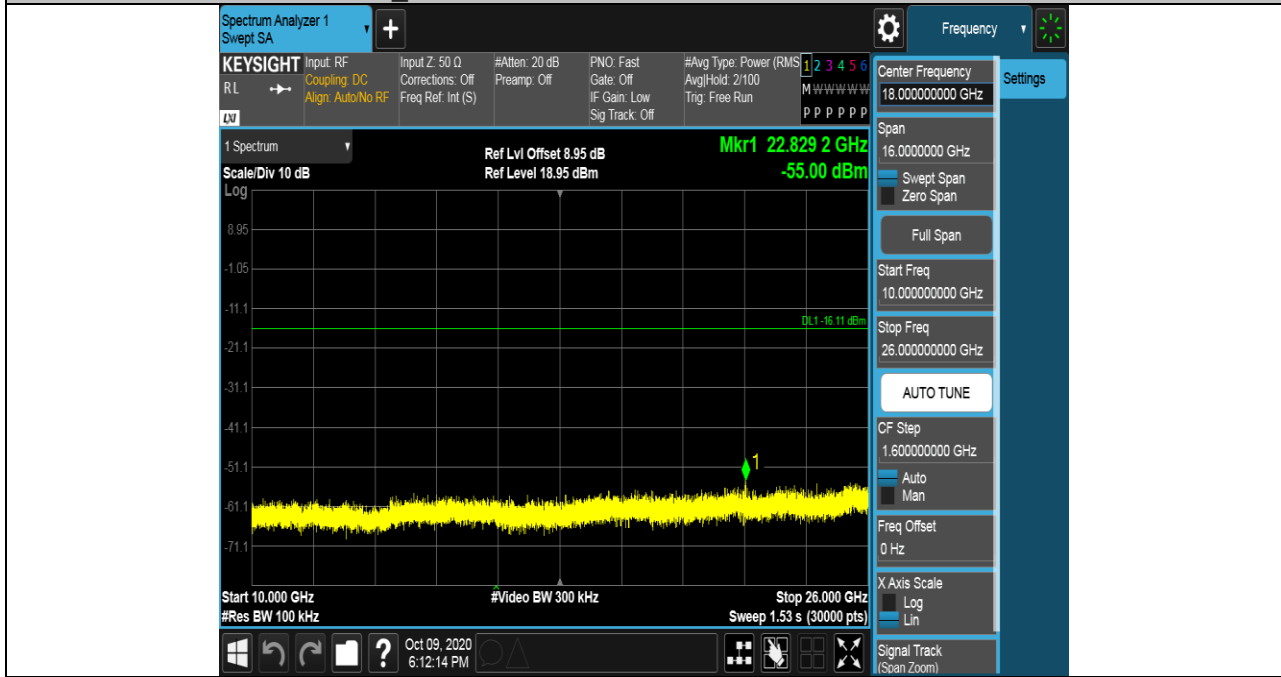 Spectrum Analyzer 1
Swept SA
+
Frequency
KEYSIGHT
RL
LXI
Input: RF
Coupling: DC
Align: Auto/No RF
Input Z: 50 Ω
Corrections: Off
Freq Ref: Int (S)
#Atten: 20 dB
Preamp: Off
PNO: Fast
Gate: Off
IF Gain: Low
Sig Track: Off
#Avg Type: Power (RMS
Avg|Hold: 2/100
Trig: Free Run
1 2 3 4 5 6
M W W W W W
P P P P P P
Center Frequency
18.000000000 GHz
Settings
1 Spectrum
Scale/Div 10 dB
Ref Lvl Offset 8.95 dB
Ref Level 18.95 dBm
Mkr1 22.829 2 GHz
-55.00 dBm
Span
16.0000000 GHz
Swept Span
Zero Span
Full Span
Start Freq
10.000000000 GHz
Stop Freq
26.000000000 GHz
AUTO TUNE
CF Step
1.600000000 GHz
Auto
Man
Freq Offset
0 Hz
X Axis Scale
Log
Lin
Signal Track
(Span Zoom)
Log
8.95
-1.05
-11.1
DL1 -16.11 dBm
-21.1
-31.1
-41.1
-51.1
1
-61.1
-71.1
Start 10.000 GHz
#Video BW 300 kHz
Stop 26.000 GHz
#Res BW 100 kHz
Sweep 1.53 s (30000 pts)
?
Oct 09, 2020
6:12:14 PM